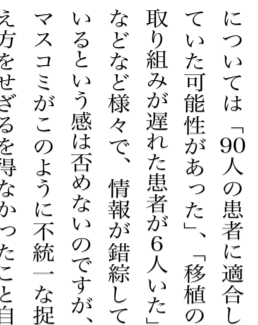 については「90人の患者に適合し
ていた可能性があった」、「移植の
取り組みが遅れた患者が6人いた」
などなど様々で、情報が錯綜して
いるという感は否めないのですが、
マスコミがこのように不統一な捉
え方をせざるを得なかったこと自